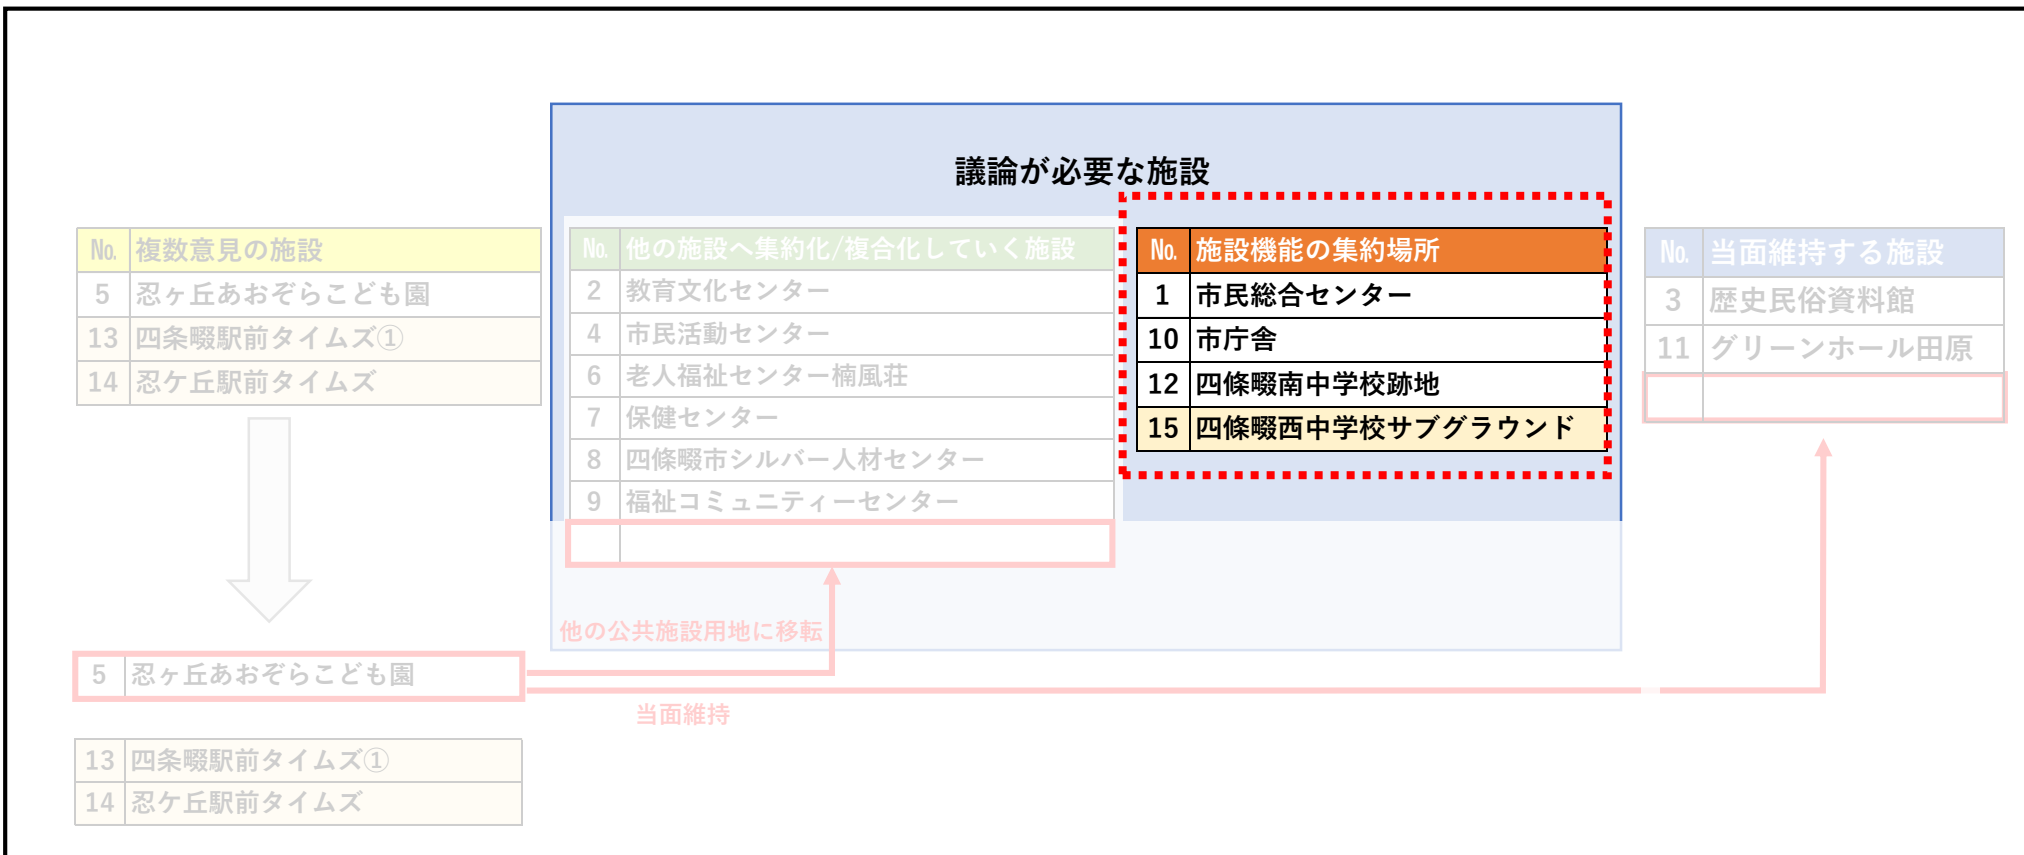 議論が必要な施設
No. 複数意見の施設
5 忍ヶ丘あおぞらこども園
13 四条畷駅前タイムズ①
14 忍ケ丘駅前タイムズ
No. 他の施設へ集約化/複合化していく施設
2 教育文化センター
4 市民活動センター
6 老人福祉センター楠風荘
7 保健センター
8 四條畷市シルバー人材センター
9 福祉コミュニティーセンター
2
No. 施設機能の集約場所
1 市民総合センター
10 市庁舎
12 四條畷南中学校跡地
15 四條畷西中学校サブグラウンド
No. 当面維持する施設
3 歴史民俗資料館
11 グリーンホール田原
他の公共施設用地に移転
5 忍ヶ丘あおぞらこども園
当面維持
13 四条畷駅前タイムズ①
14 忍ケ丘駅前タイムズ